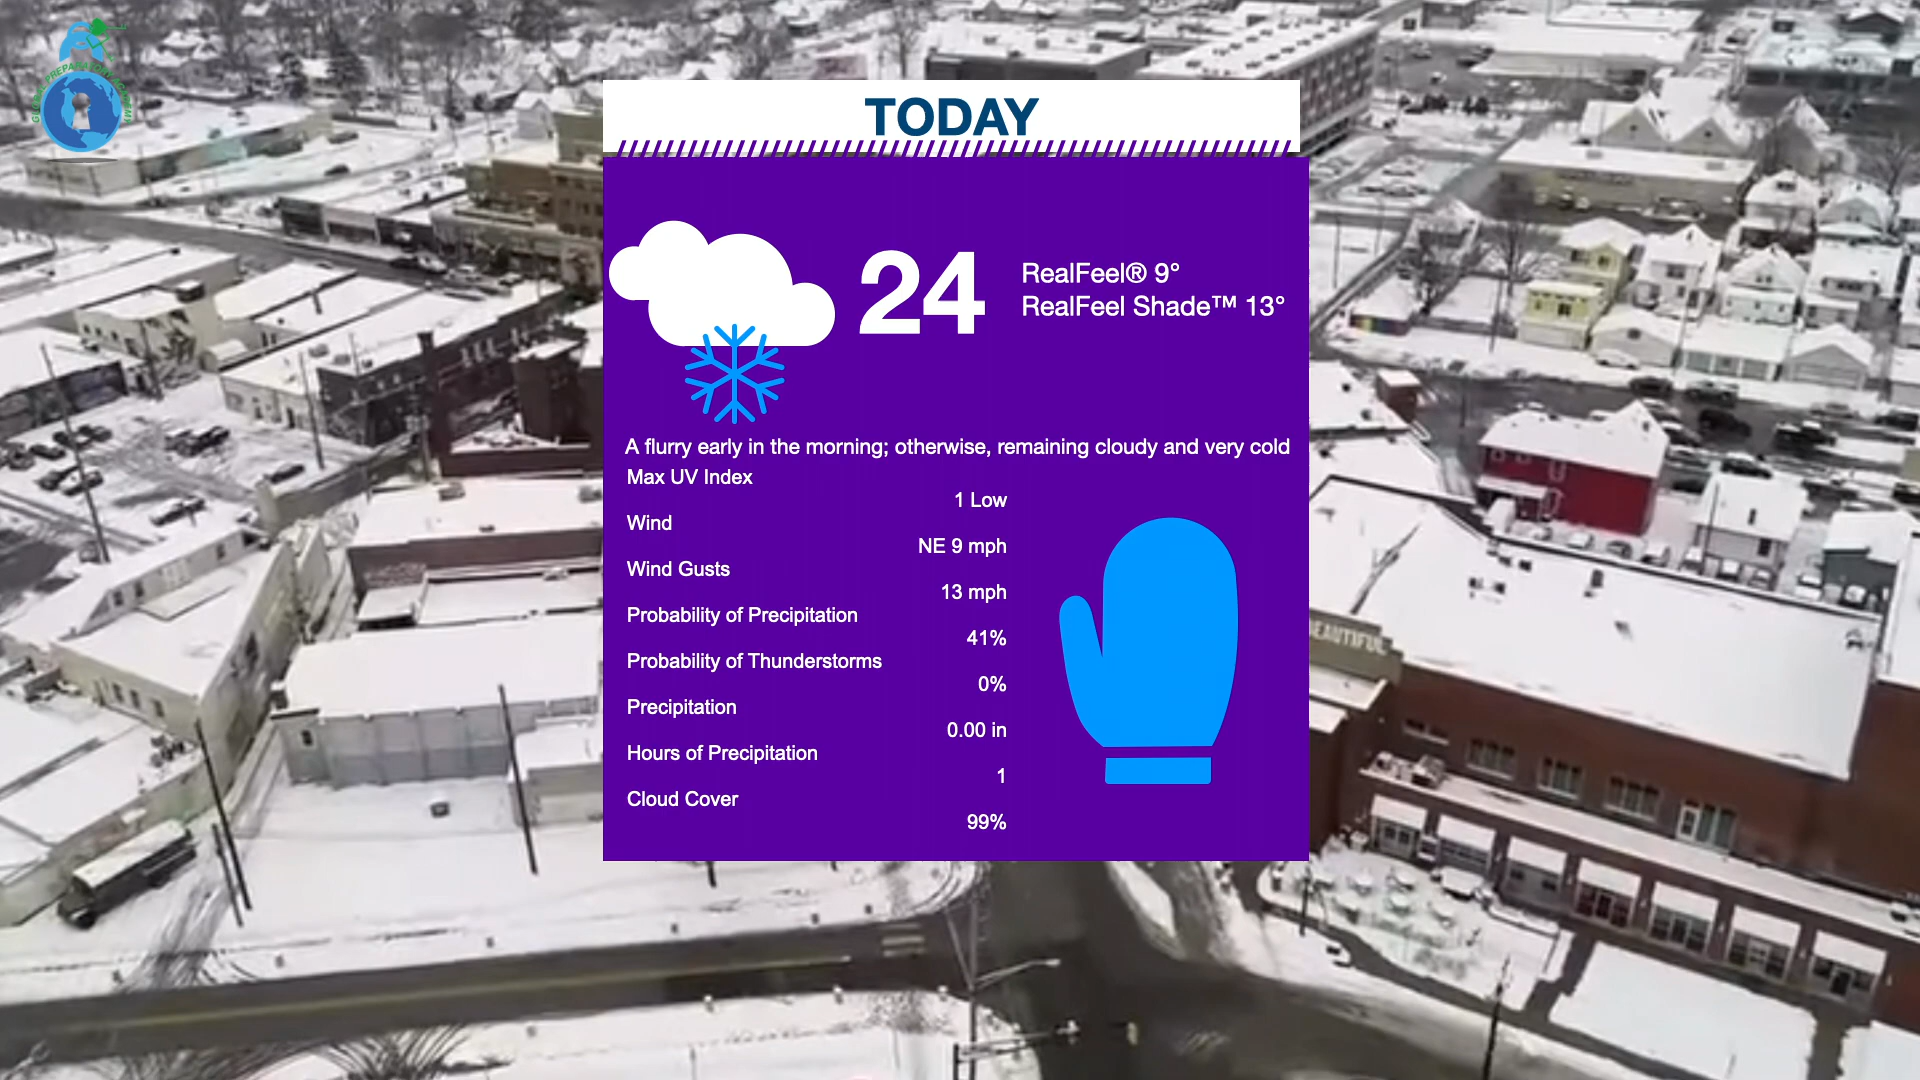 PREPARATORY
TODAY
24
RealFeel® 9°
RealFeel Shade™ 13°
A flurry early in the morning; otherwise, remaining cloudy and very cold
Max UV Index
1 Low
Wind
NE 9 mph
Wind Gusts
13 mph
Probability of Precipitation
41%
Probability of Thunderstorms
0%
Precipitation
0.00 in
Hours of Precipitation
1
Cloud Cover
99%
BEAUTIFUL